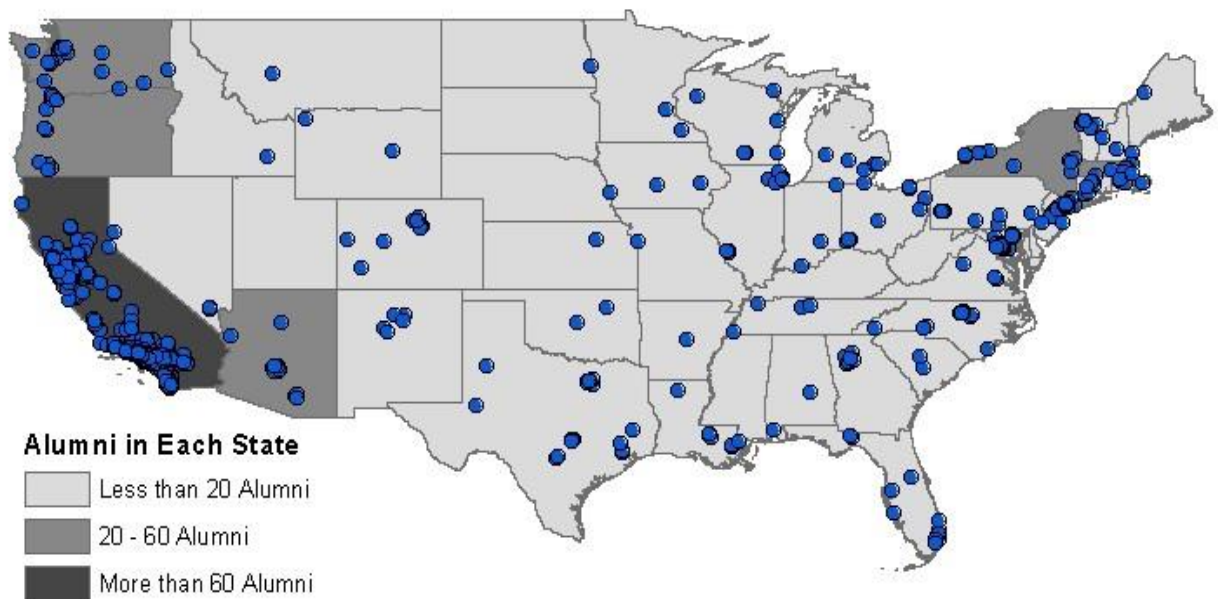 Alumni in Each State
Less than 20 Alumni
20 - 60 Alumni
More than 60 Alumni